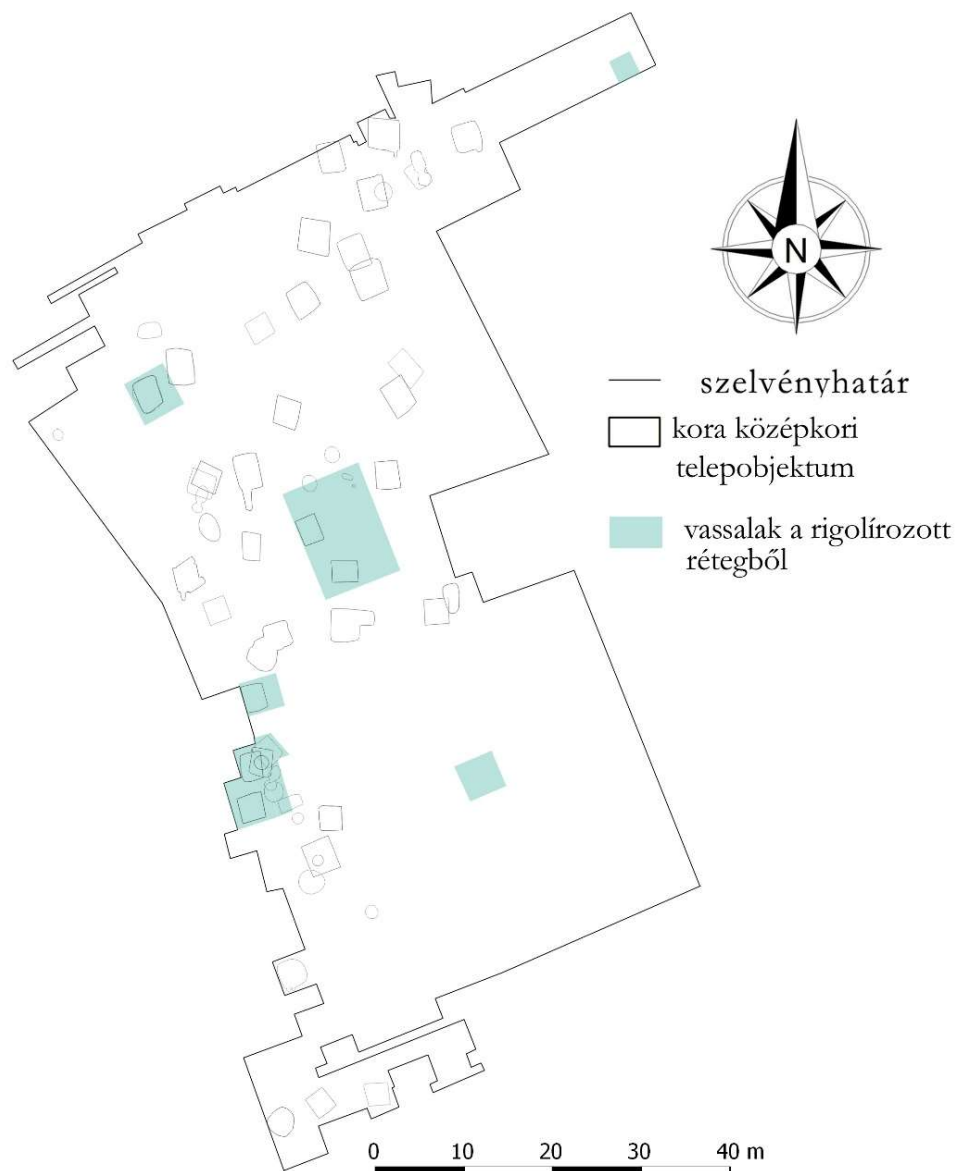 N
szelvényhatár
kora középkori
telepobjektum
vassalak a rigolírozott
rétegből
0 10 20 30 40 m